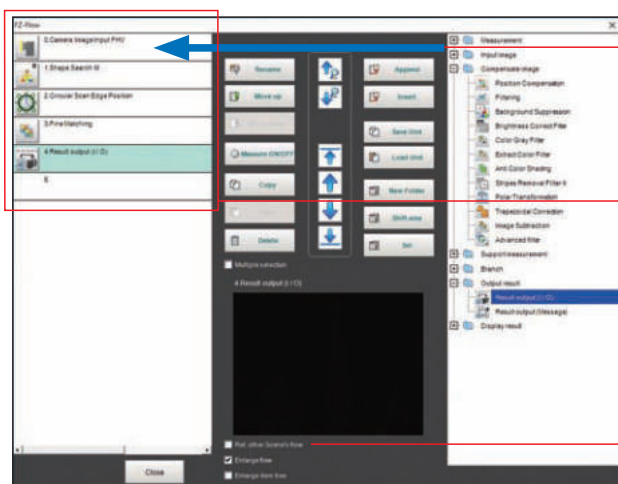 FZ-Flow
0.Camera ImageInput FHV
1.Shape Search III
2.Circular Scan Edge Position
3.Fine Matching
4.Result output (I / O)
5.
Close
Rename
Move up
Measure ON/OFF
Copy
Delete
Append
Insert
Save Unit
Load Unit
New Folder
Shift area
Set
Multiple selection
4.Result output (I / O)
Ref. other Scene's flow
Enlarge flow
Enlarge item tree
Measurement
Input image
Compensate image
Position Compensation
Filtering
Background Suppression
Brightness Correct Filter
Color Gray Filter
Extract Color Filter
Anti Color Shading
Stripes Removal Filter II
Polar Transformation
Trapezoidal Correction
Image Subtraction
Advanced filter
Support measurement
Branch
Output result
Result output (I / O)
Result output (Message)
Display result